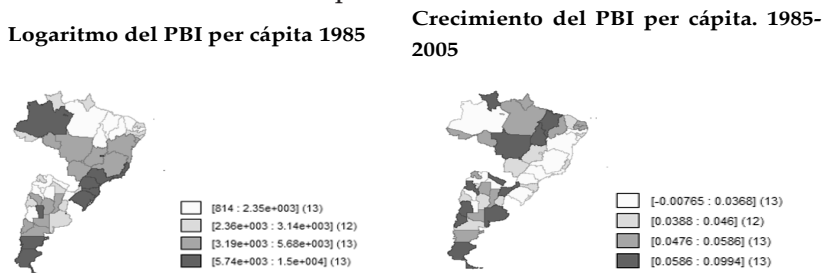 Logaritmo del PBI per cápita 1985
[814 : 2.35e+003] (13)
[2.36e+003 : 3.14e+003] (12)
[3.19e+003 : 5.68e+003] (13)
[5.74e+003 : 1.5e+004] (13)
Crecimiento del PBI per cápita. 1985-
2005
[-0.00765 : 0.0368] (13)
[0.0388 : 0.046] (12)
[0.0476 : 0.0586] (13)
[0.0586 : 0.0994] (13)